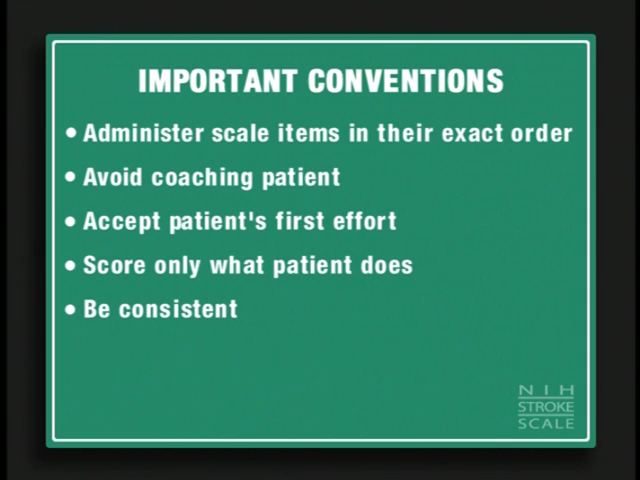 IMPORTANT CONVENTIONS
• Administer scale items in their exact order
• Avoid coaching patient
• Accept patient's first effort
• Score only what patient does
• Be consistent
NIH
STROKE
SCALE